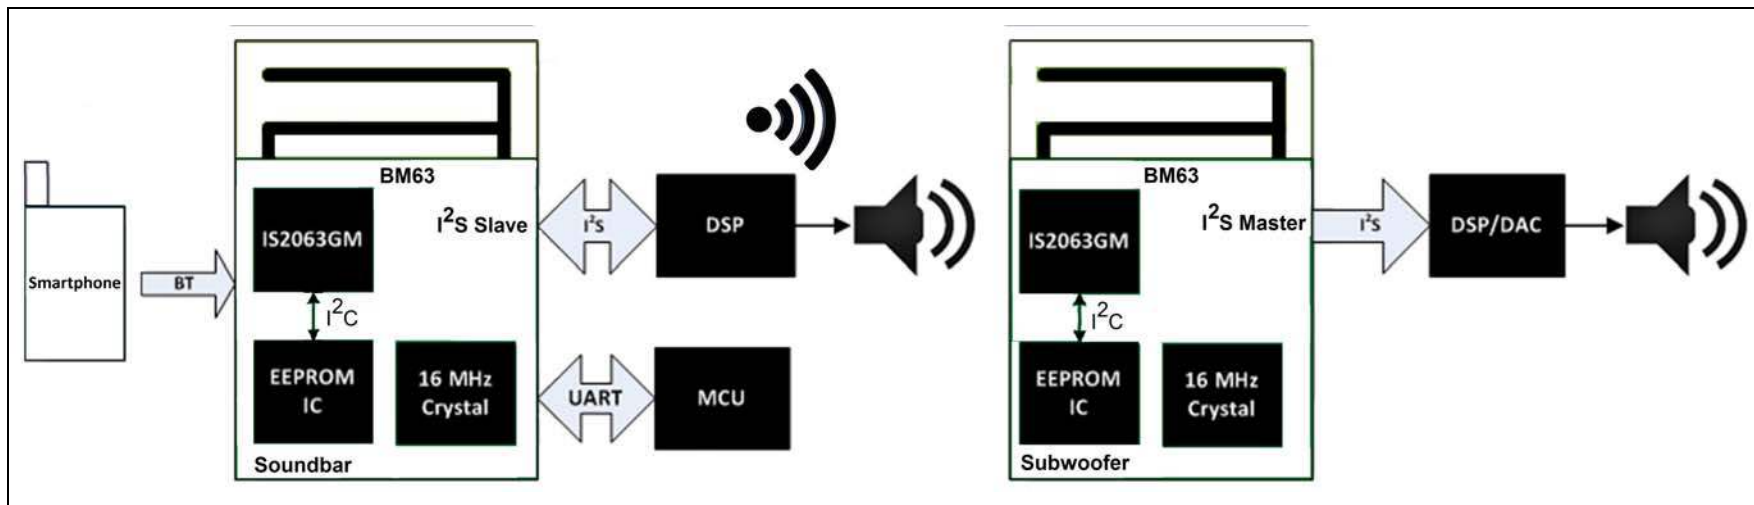 Smartphone
BT
BM63
IS2063GM
I²S Slave
I²C
EEPROM
IC
16 MHz
Crystal
Soundbar
I²S
DSP
UART
MCU
BM63
IS2063GM
I²S Master
I²C
EEPROM
IC
16 MHz
Crystal
Subwoofer
I²S
DSP/DAC